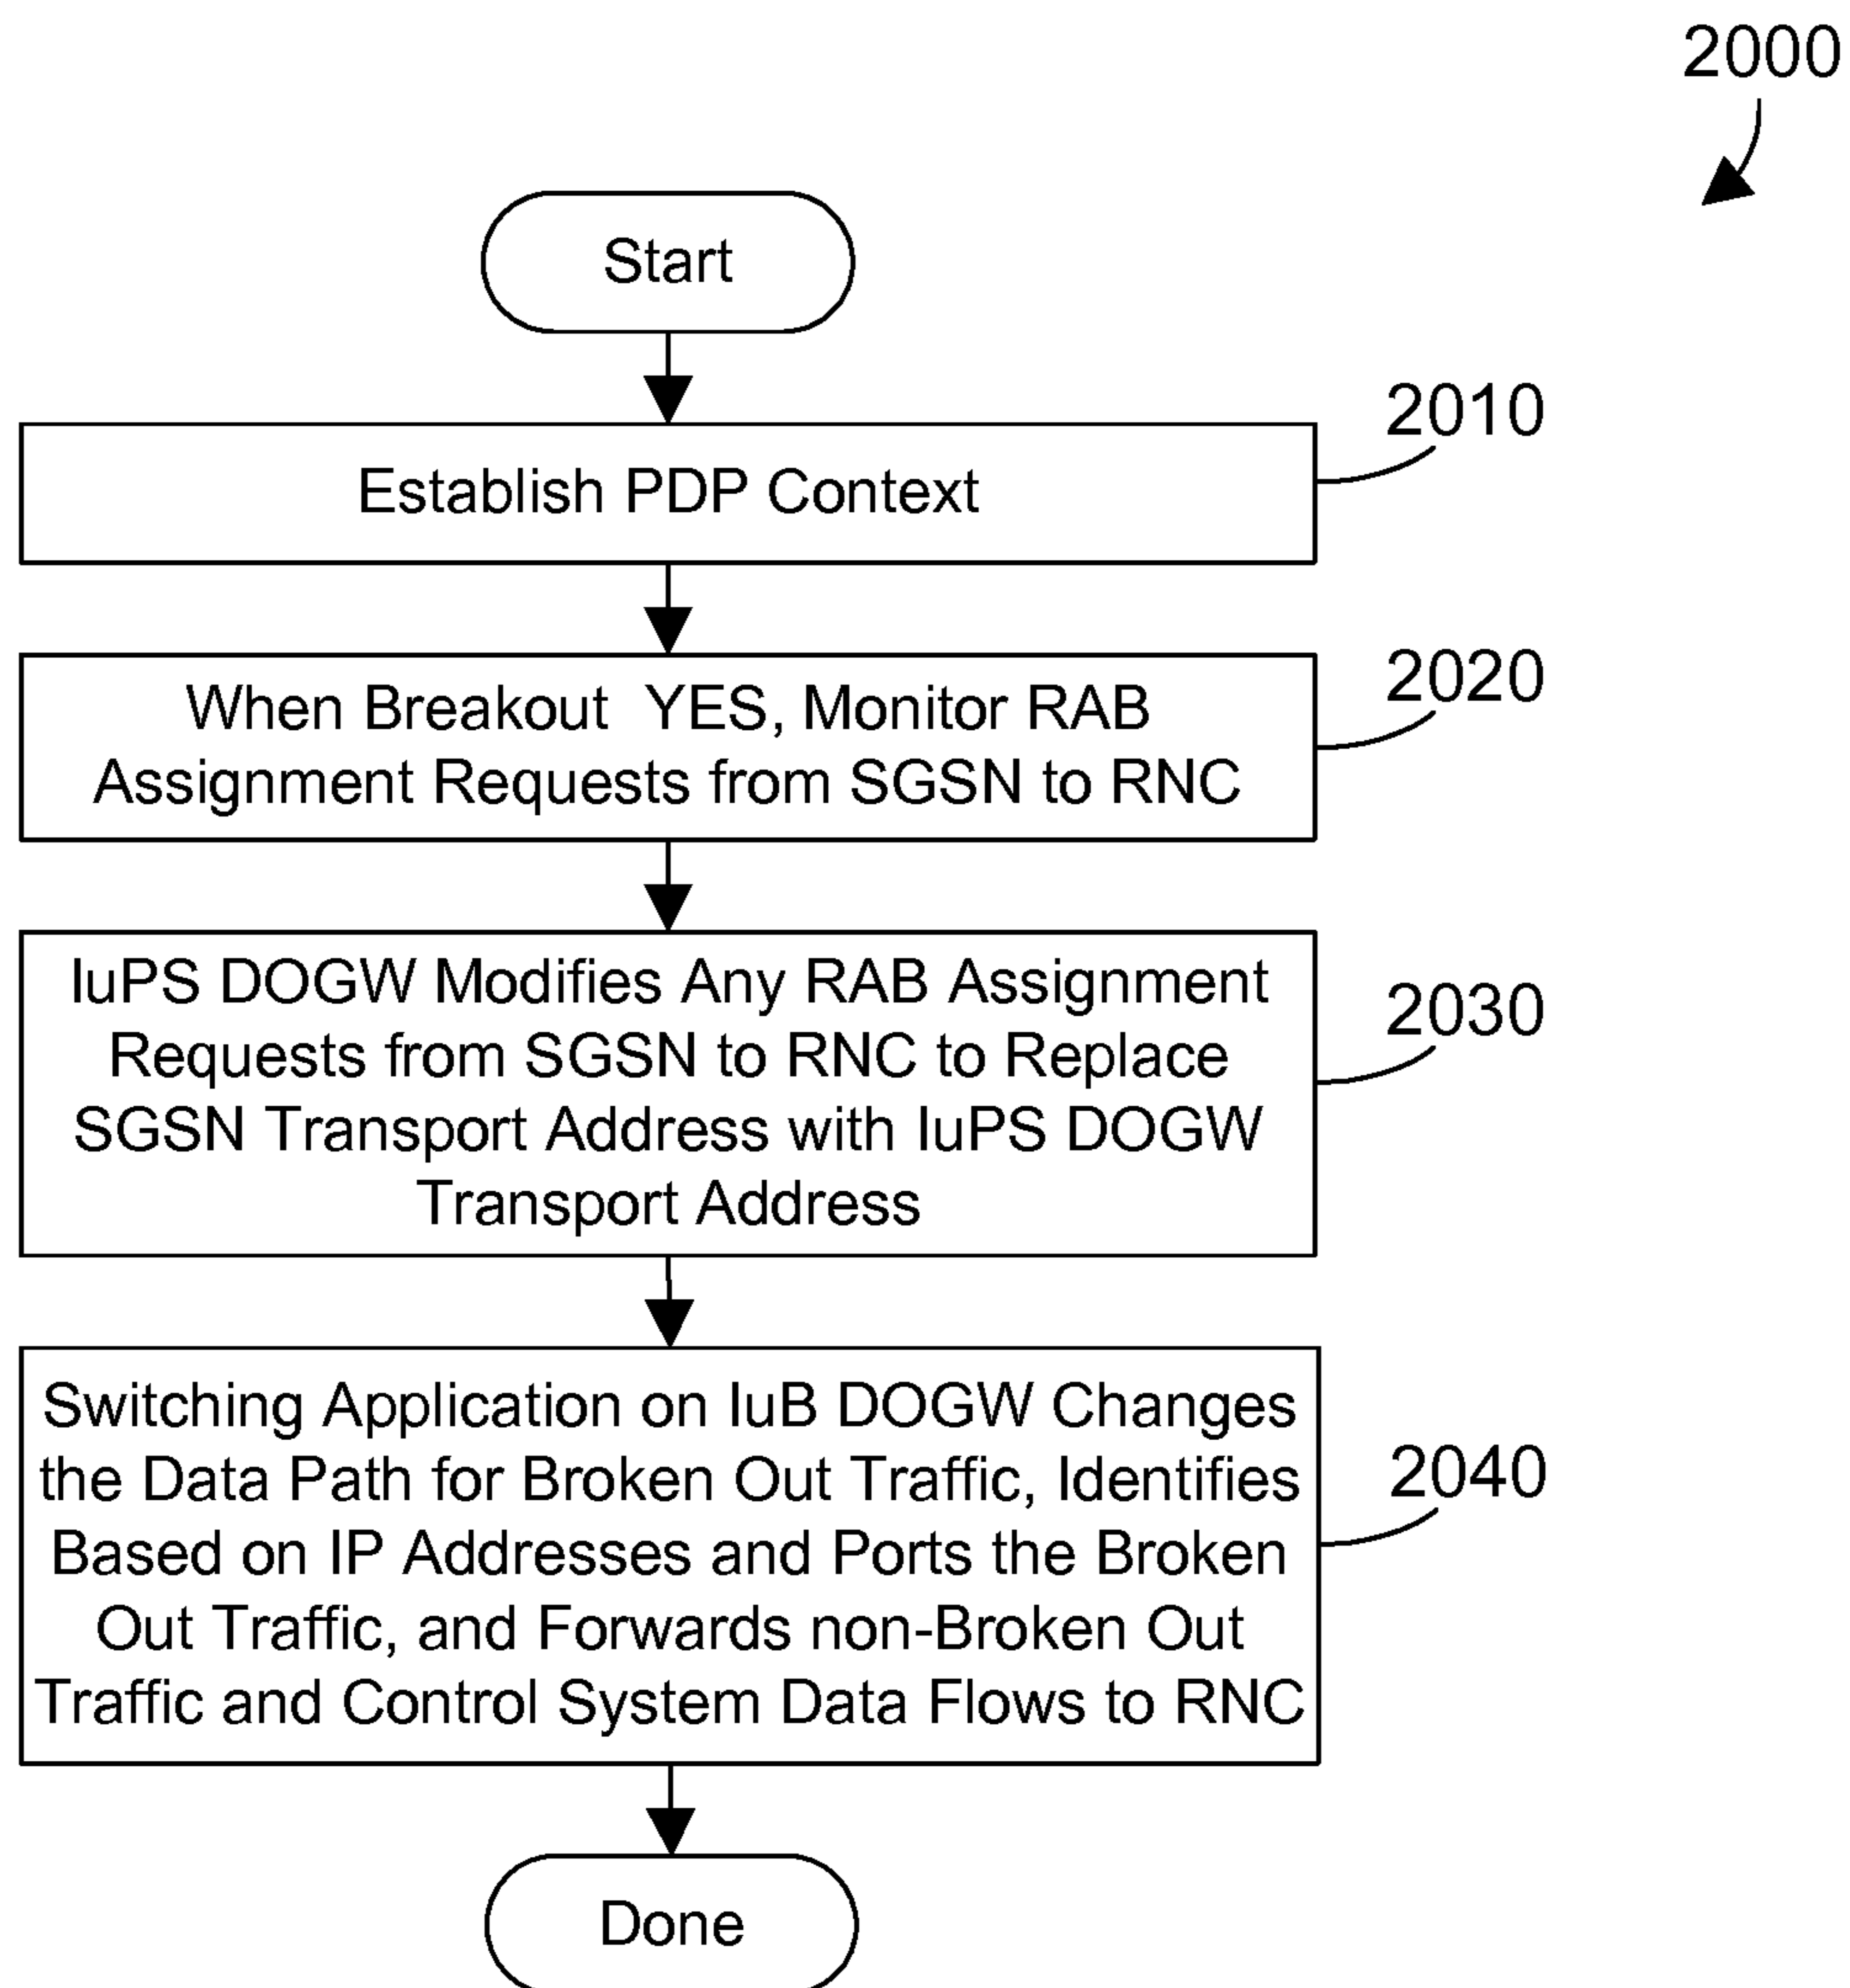 2000
Start
2010
Establish PDP Context
2020
When Breakout YES, Monitor RAB
Assignment Requests from SGSN to RNC
2030
IuPS DOGW Modifies Any RAB Assignment
Requests from SGSN to RNC to Replace
SGSN Transport Address with IuPS DOGW
Transport Address
2040
Switching Application on IuB DOGW Changes
the Data Path for Broken Out Traffic, Identifies
Based on IP Addresses and Ports the Broken
Out Traffic, and Forwards non-Broken Out
Traffic and Control System Data Flows to RNC
Done